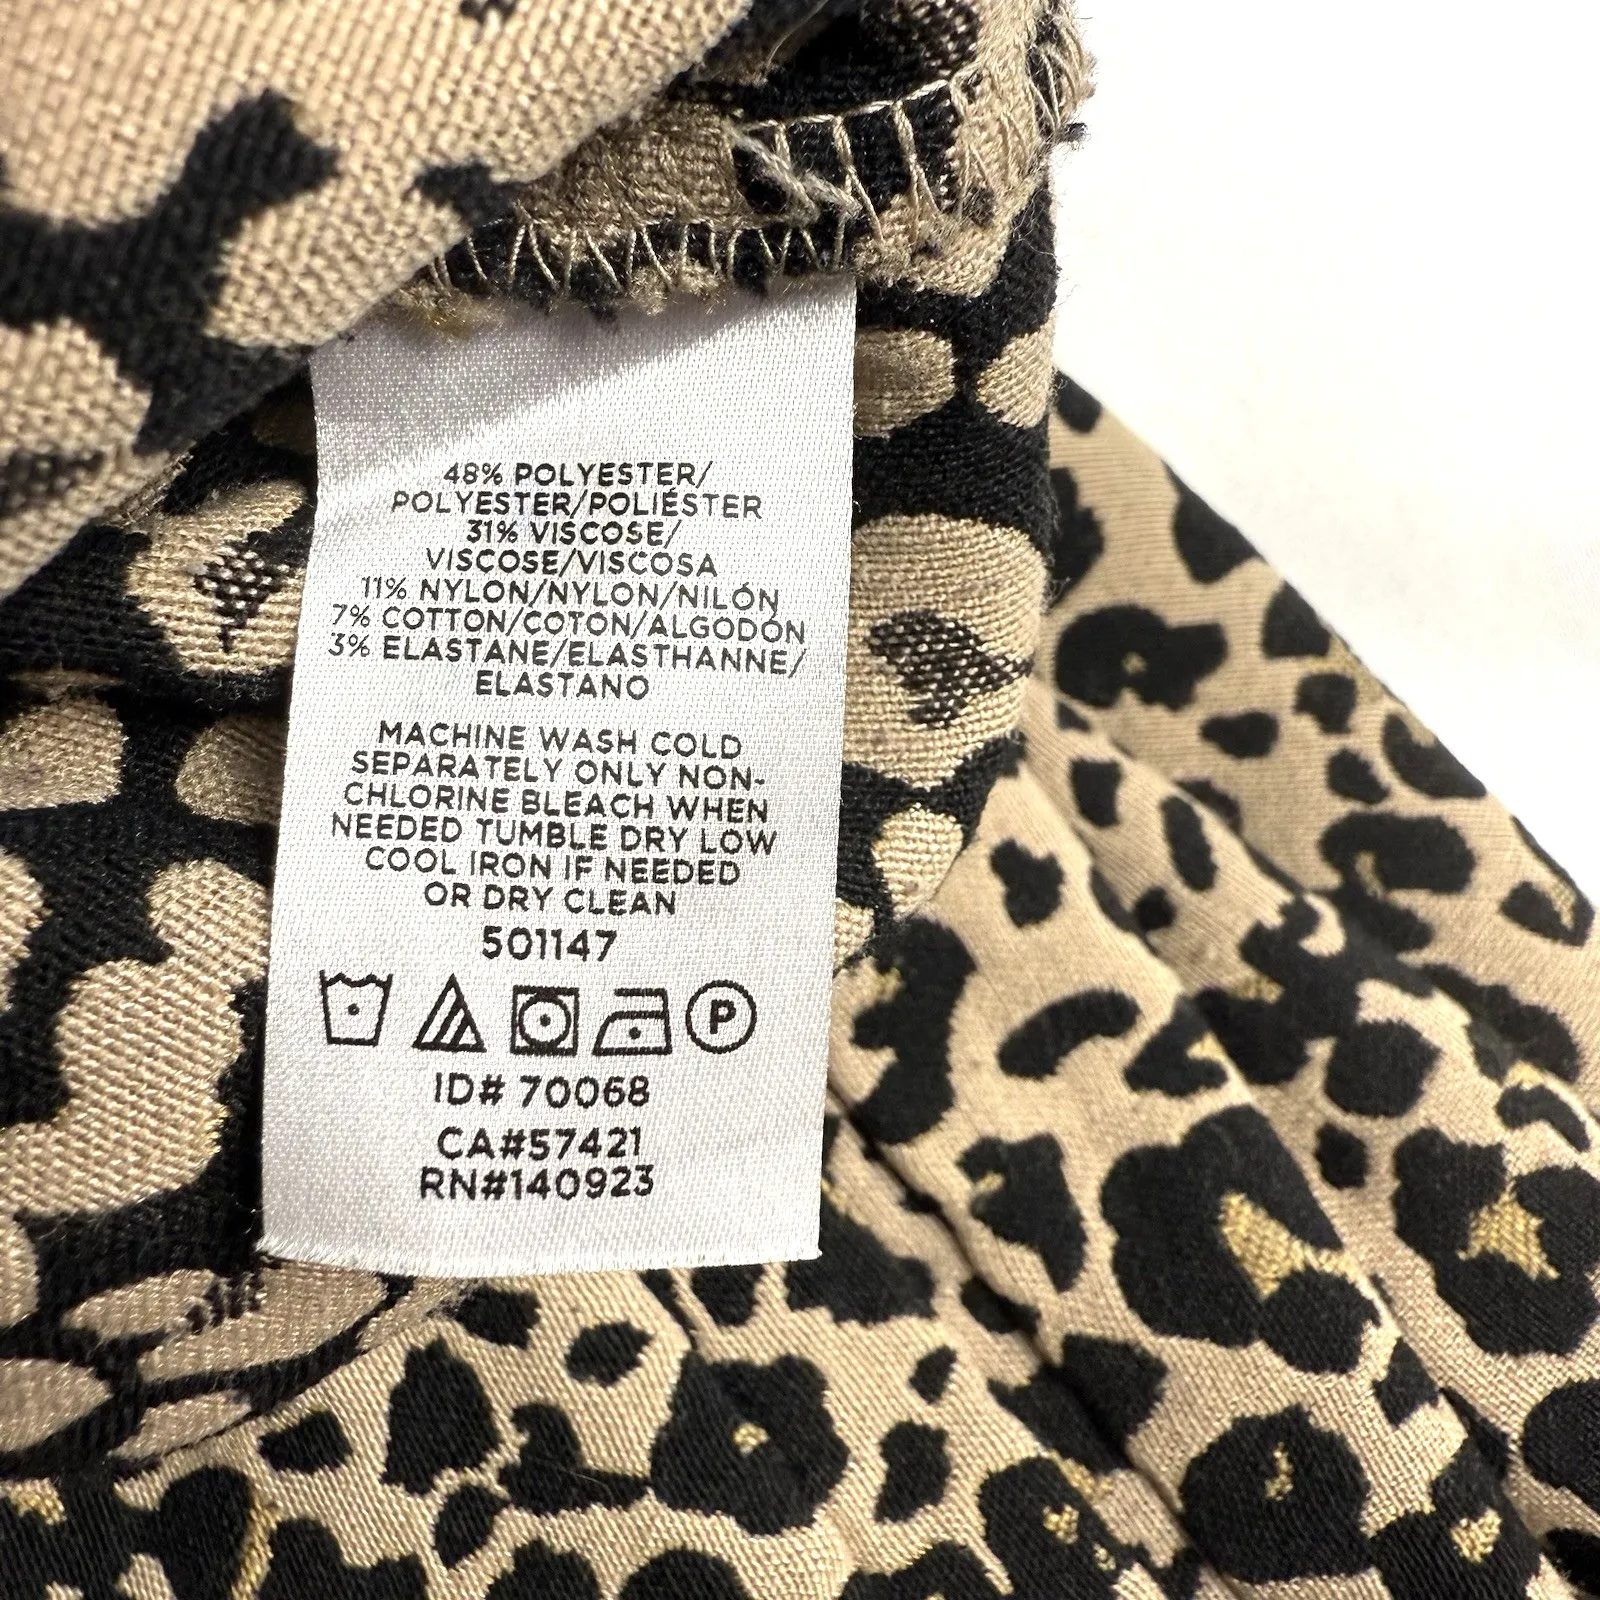 48% POLYESTER/
POLYESTER/POLIÉSTER
31% VISCOSE/
VISCOSE/VISCOSA
11% NYLON/NYLON/NILÓN
7% COTTON/COTON/ALGODÓN
3% ELASTANE/ELASTHANNE/
ELASTANO
MACHINE WASH COLD
SEPARATELY ONLY NON-
CHLORINE BLEACH WHEN
NEEDED TUMBLE DRY LOW
COOL IRON IF NEEDED
OR DRY CLEAN
501147
P
ID# 70068
CA#57421
RN#140923